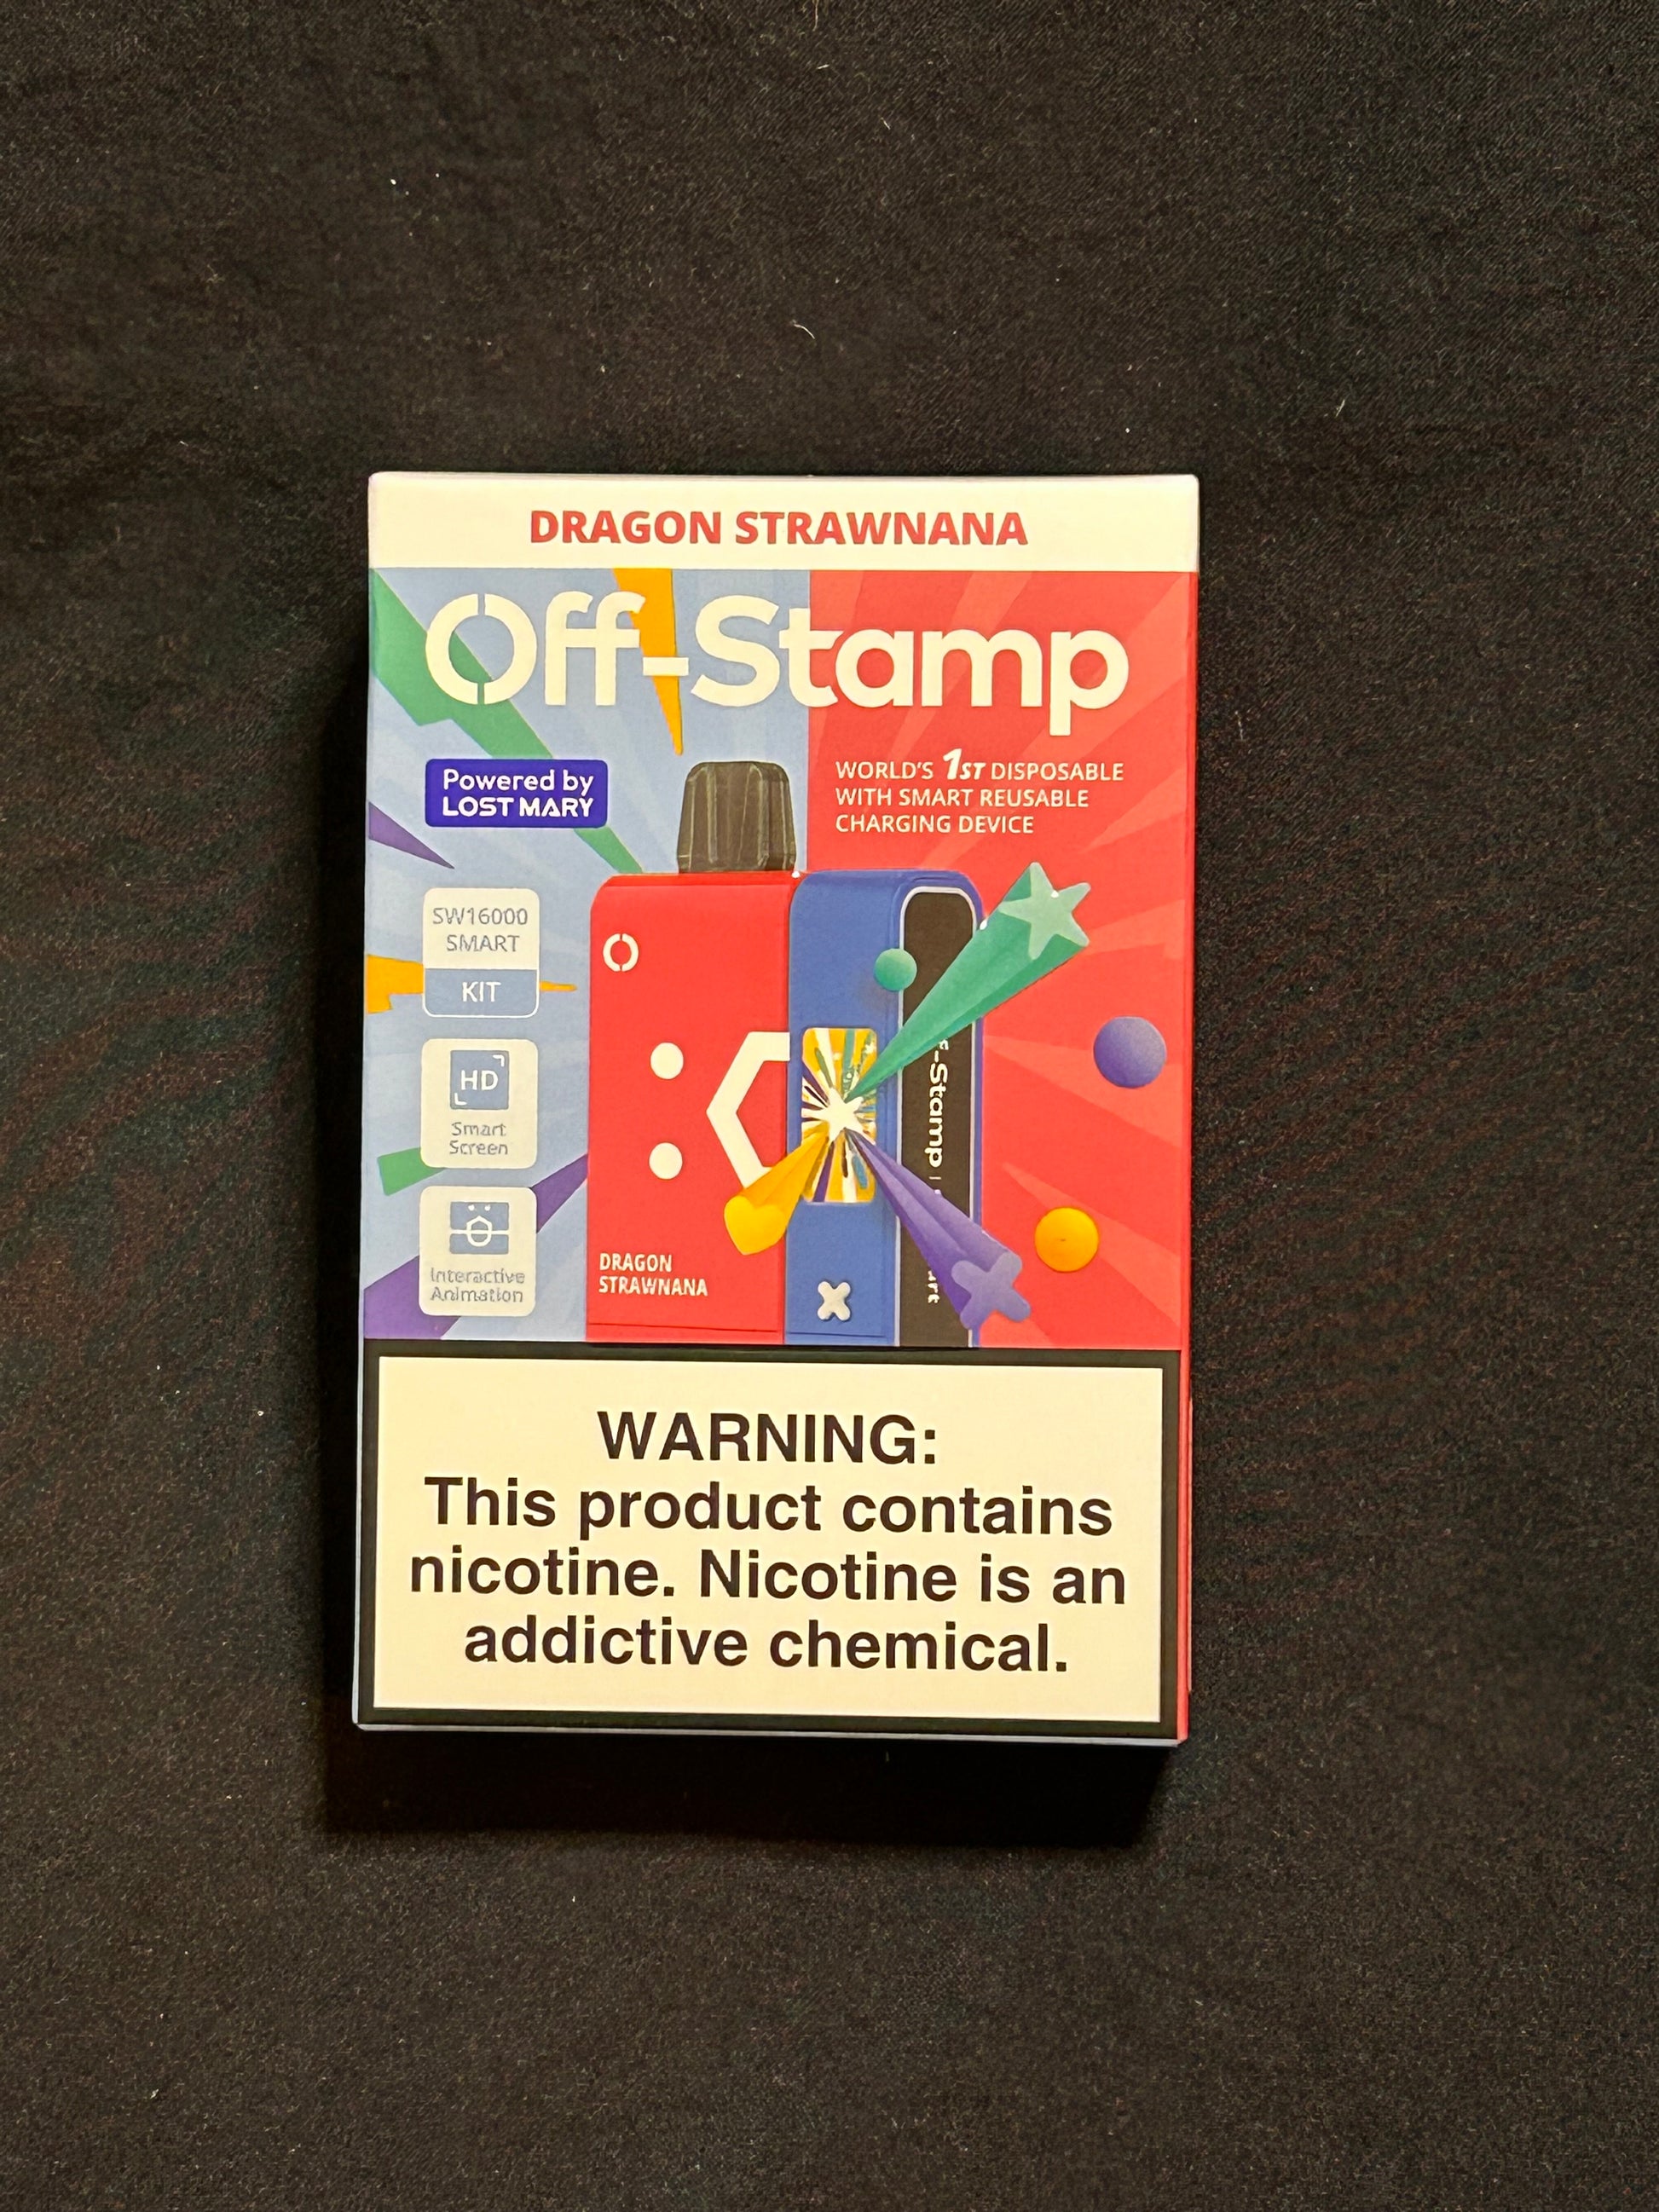 DRAGON STRAWNANA
Off-Stamp
Powered by
LOST MARY
WORLD'S 1ST DISPOSABLE
WITH SMART REUSABLE
CHARGING DEVICE
SW16000
SMART
KIT
HD
Smart
Screen
Interactive
Animation
DRAGON
STRAWNANA
-Stamp
WARNING:
This product contains
nicotine. Nicotine is an
addictive chemical.